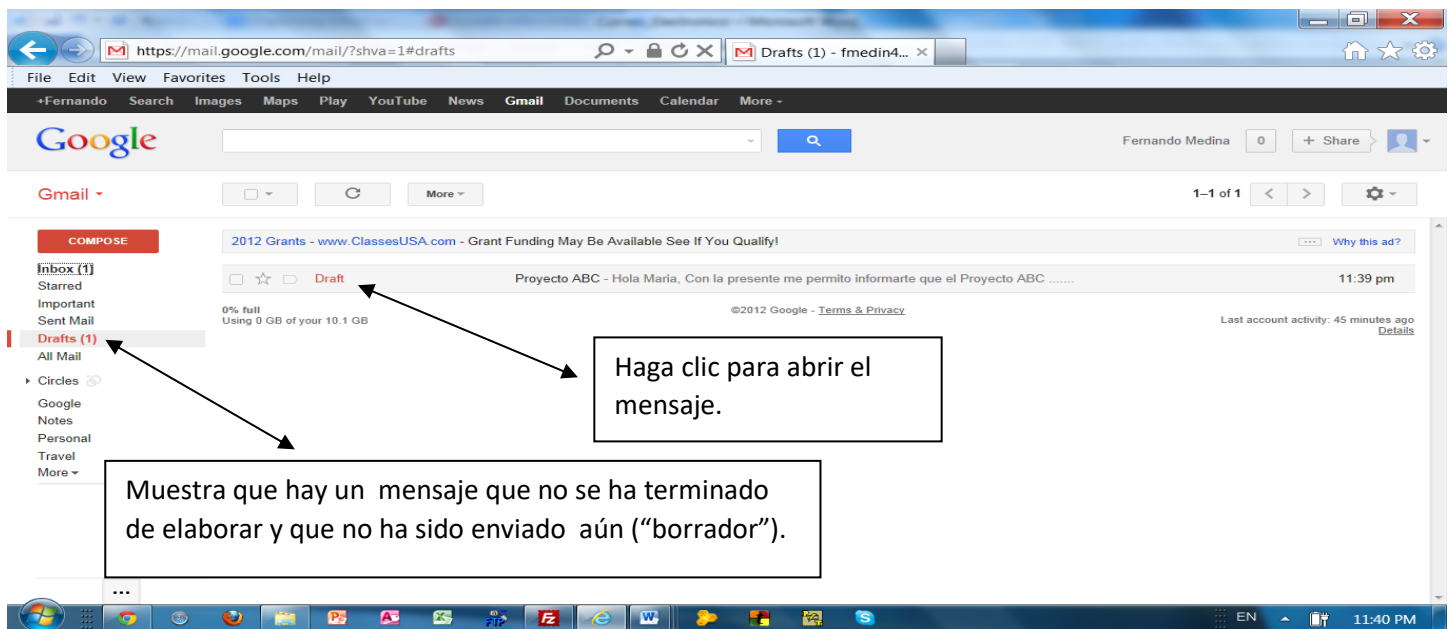 https://mail.google.com/mail/?shva=1#drafts
Drafts (1) - fmedin4...
File Edit View Favorites Tools Help
+Fernando Search Images Maps Play YouTube News Gmail Documents Calendar More
Google
Fernando Medina 0 + Share
Gmail
More
1–1 of 1
COMPOSE
2012 Grants - www.ClassesUSA.com - Grant Funding May Be Available See If You Qualify!
Why this ad?
Inbox (1)
Starred
Important
Sent Mail
Drafts (1)
All Mail
Circles
Google
Notes
Personal
Travel
More
Draft Proyecto ABC - Hola Maria, Con la presente me permito informarte que el Proyecto ABC ....... 11:39 pm
0% full
Using 0 GB of your 10.1 GB
©2012 Google - Terms & Privacy
Last account activity: 45 minutes ago
Details
Haga clic para abrir el
mensaje.
Muestra que hay un mensaje que no se ha terminado
de elaborar y que no ha sido enviado aún (“borrador”).
EN 11:40 PM